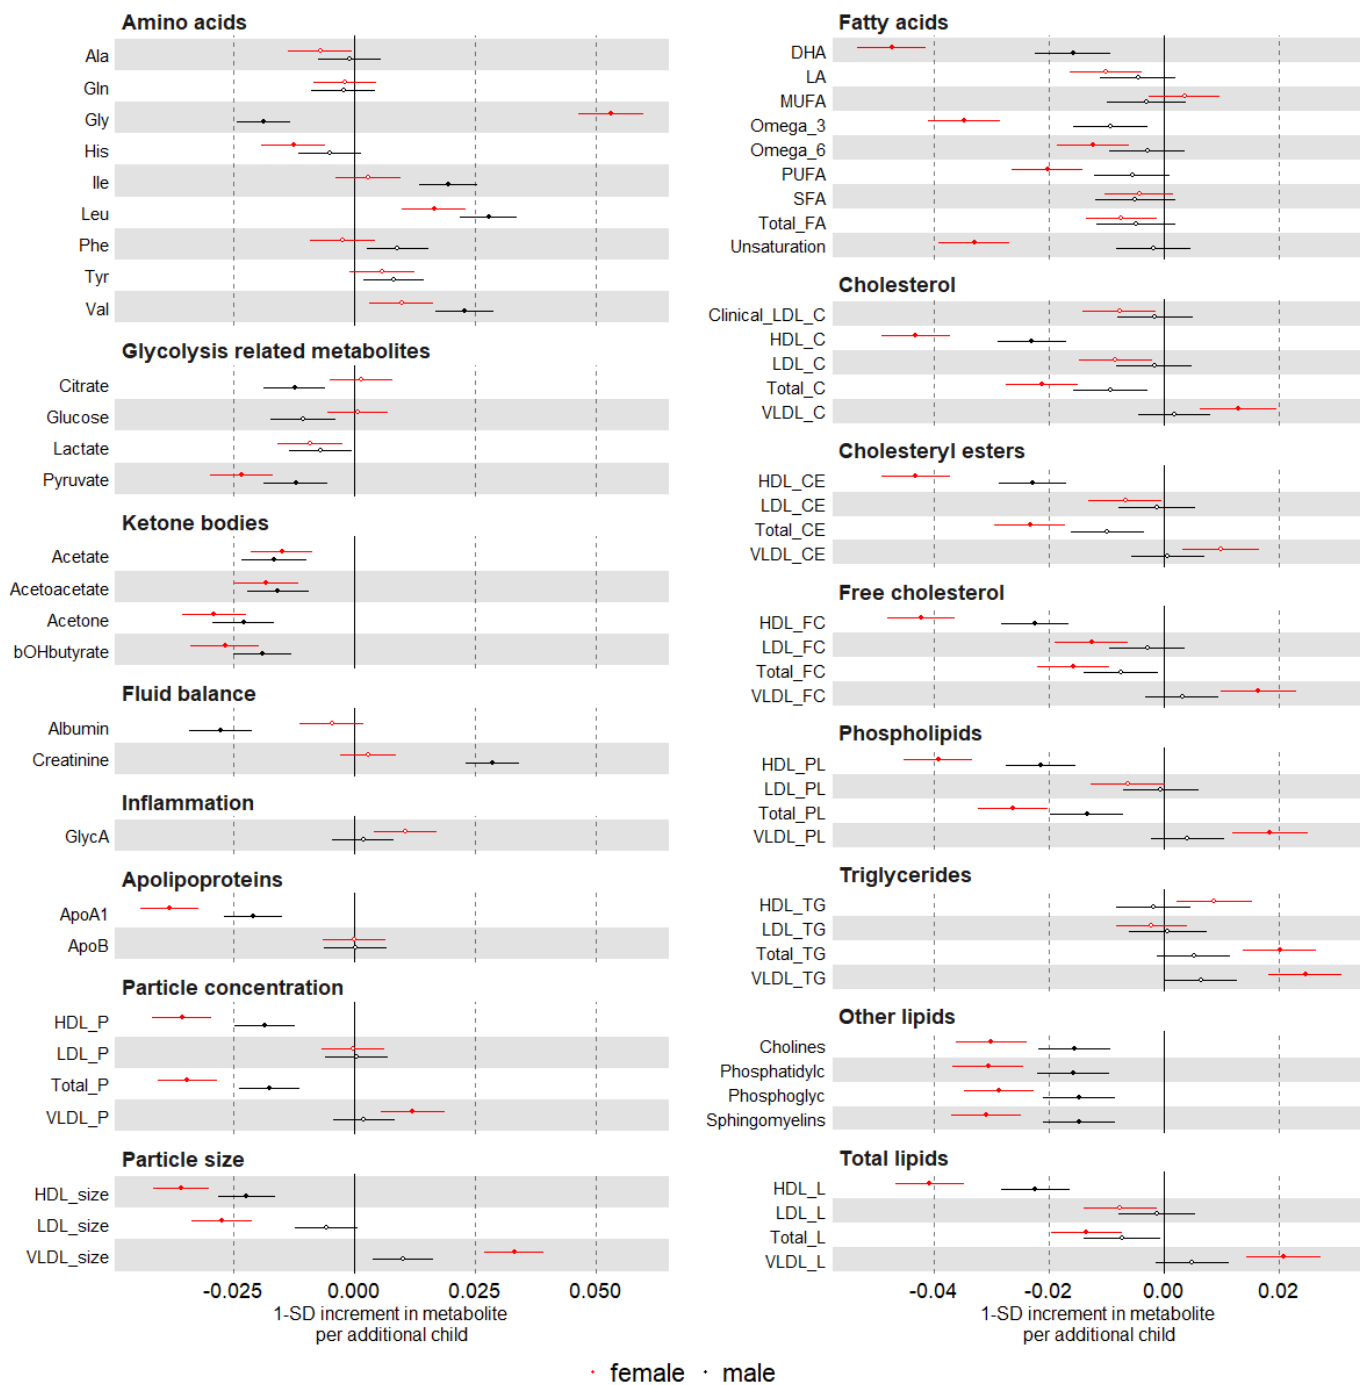 Amino acids
Ala
Gln
Gly
His
Ile
Leu
Phe
Tyr
Val
Glycolysis related metabolites
Citrate
Glucose
Lactate
Pyruvate
Ketone bodies
Acetate
Acetoacetate
Acetone
bOHbutyrate
Fluid balance
Albumin
Creatinine
Inflammation
GlycA
Apolipoproteins
ApoA1
ApoB
Particle concentration
HDL_P
LDL_P
Total_P
VLDL_P
Particle size
HDL_size
LDL_size
VLDL_size
-0.025 0.000 0.025 0.050
1-SD increment in metabolite
per additional child
Fatty acids
DHA
LA
MUFA
Omega_3
Omega_6
PUFA
SFA
Total_FA
Unsaturation
Cholesterol
Clinical_LDL_C
HDL_C
LDL_C
Total_C
VLDL_C
Cholesteryl esters
HDL_CE
LDL_CE
Total_CE
VLDL_CE
Free cholesterol
HDL_FC
LDL_FC
Total_FC
VLDL_FC
Phospholipids
HDL_PL
LDL_PL
Total_PL
VLDL_PL
Triglycerides
HDL_TG
LDL_TG
Total_TG
VLDL_TG
Other lipids
Cholines
Phosphatidylc
Phosphoglyc
Sphingomyelins
Total lipids
HDL_L
LDL_L
Total_L
VLDL_L
-0.04 -0.02 0.00 0.02
1-SD increment in metabolite
per additional child
female male